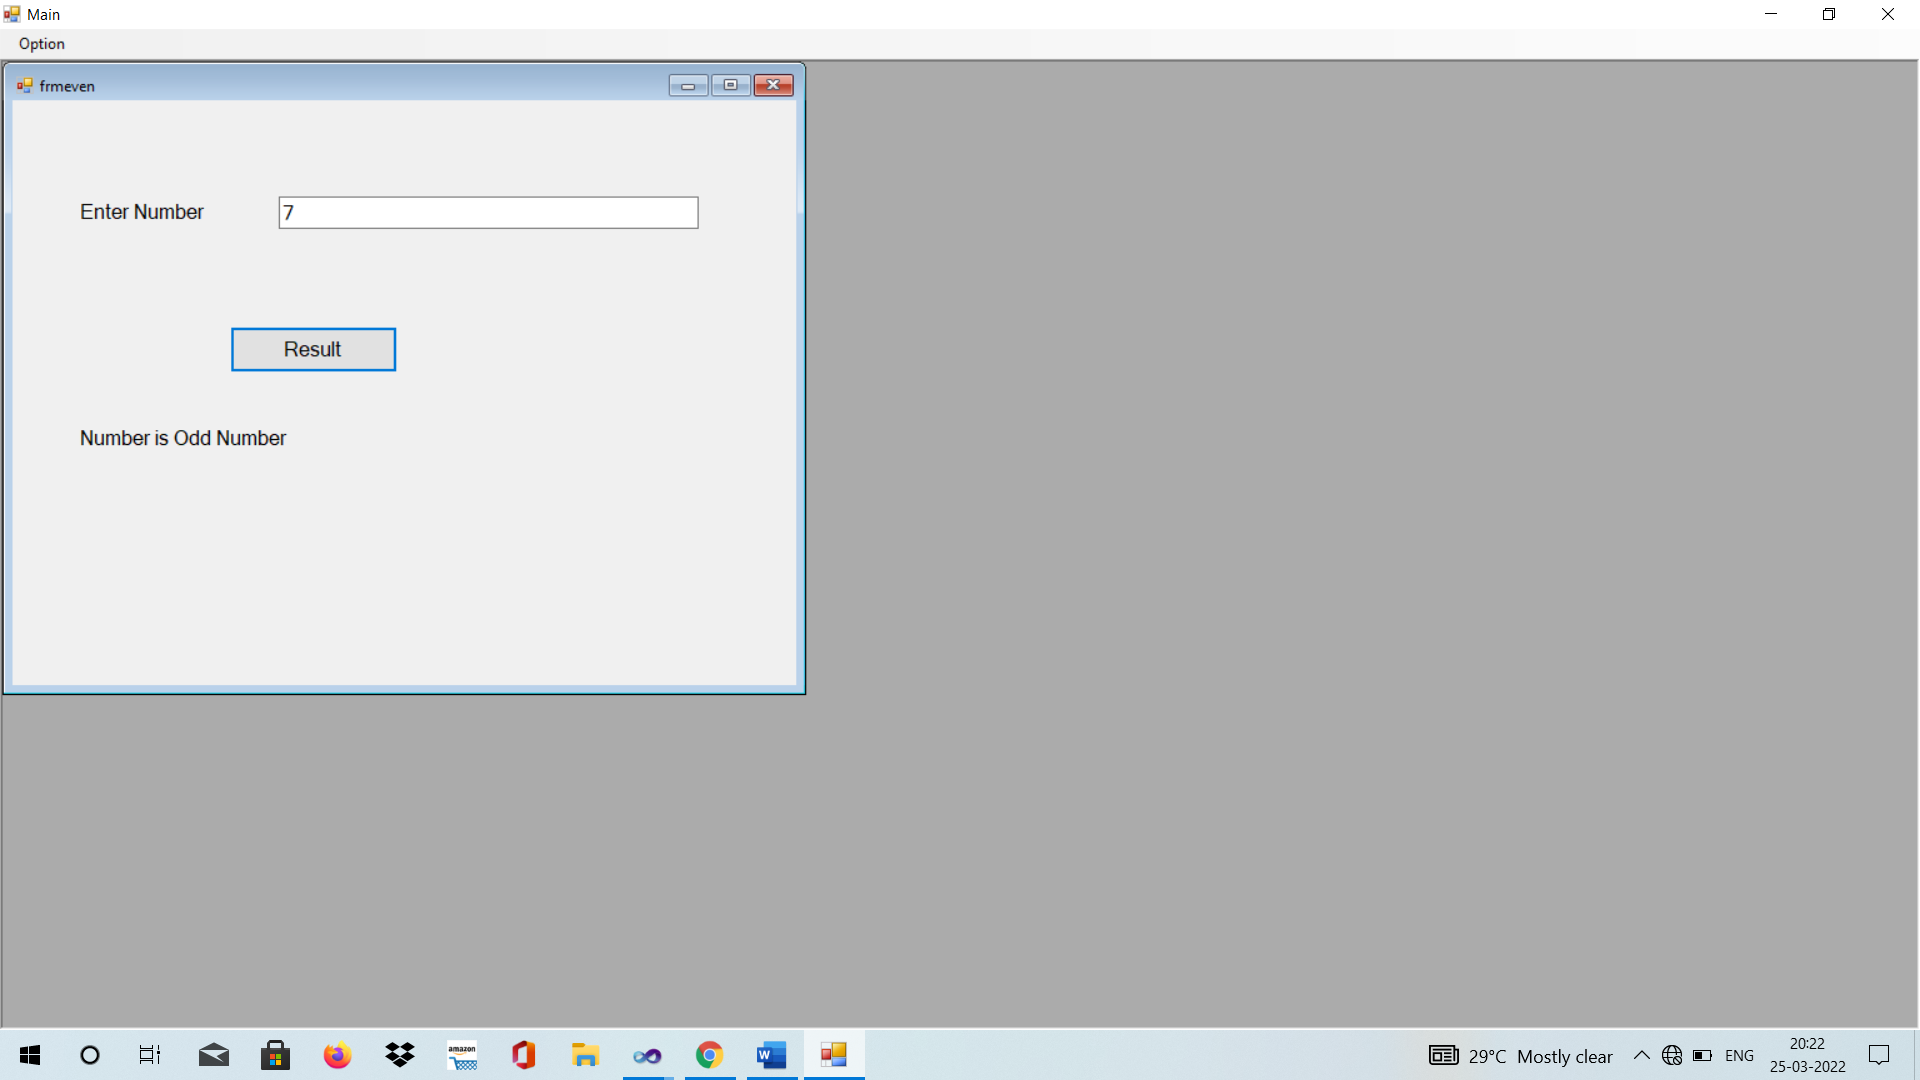 Main
Option
frmeven
Enter Number
7
Result
Number is Odd Number
amazon
W
29°C Mostly clear
ENG
20:22
25-03-2022